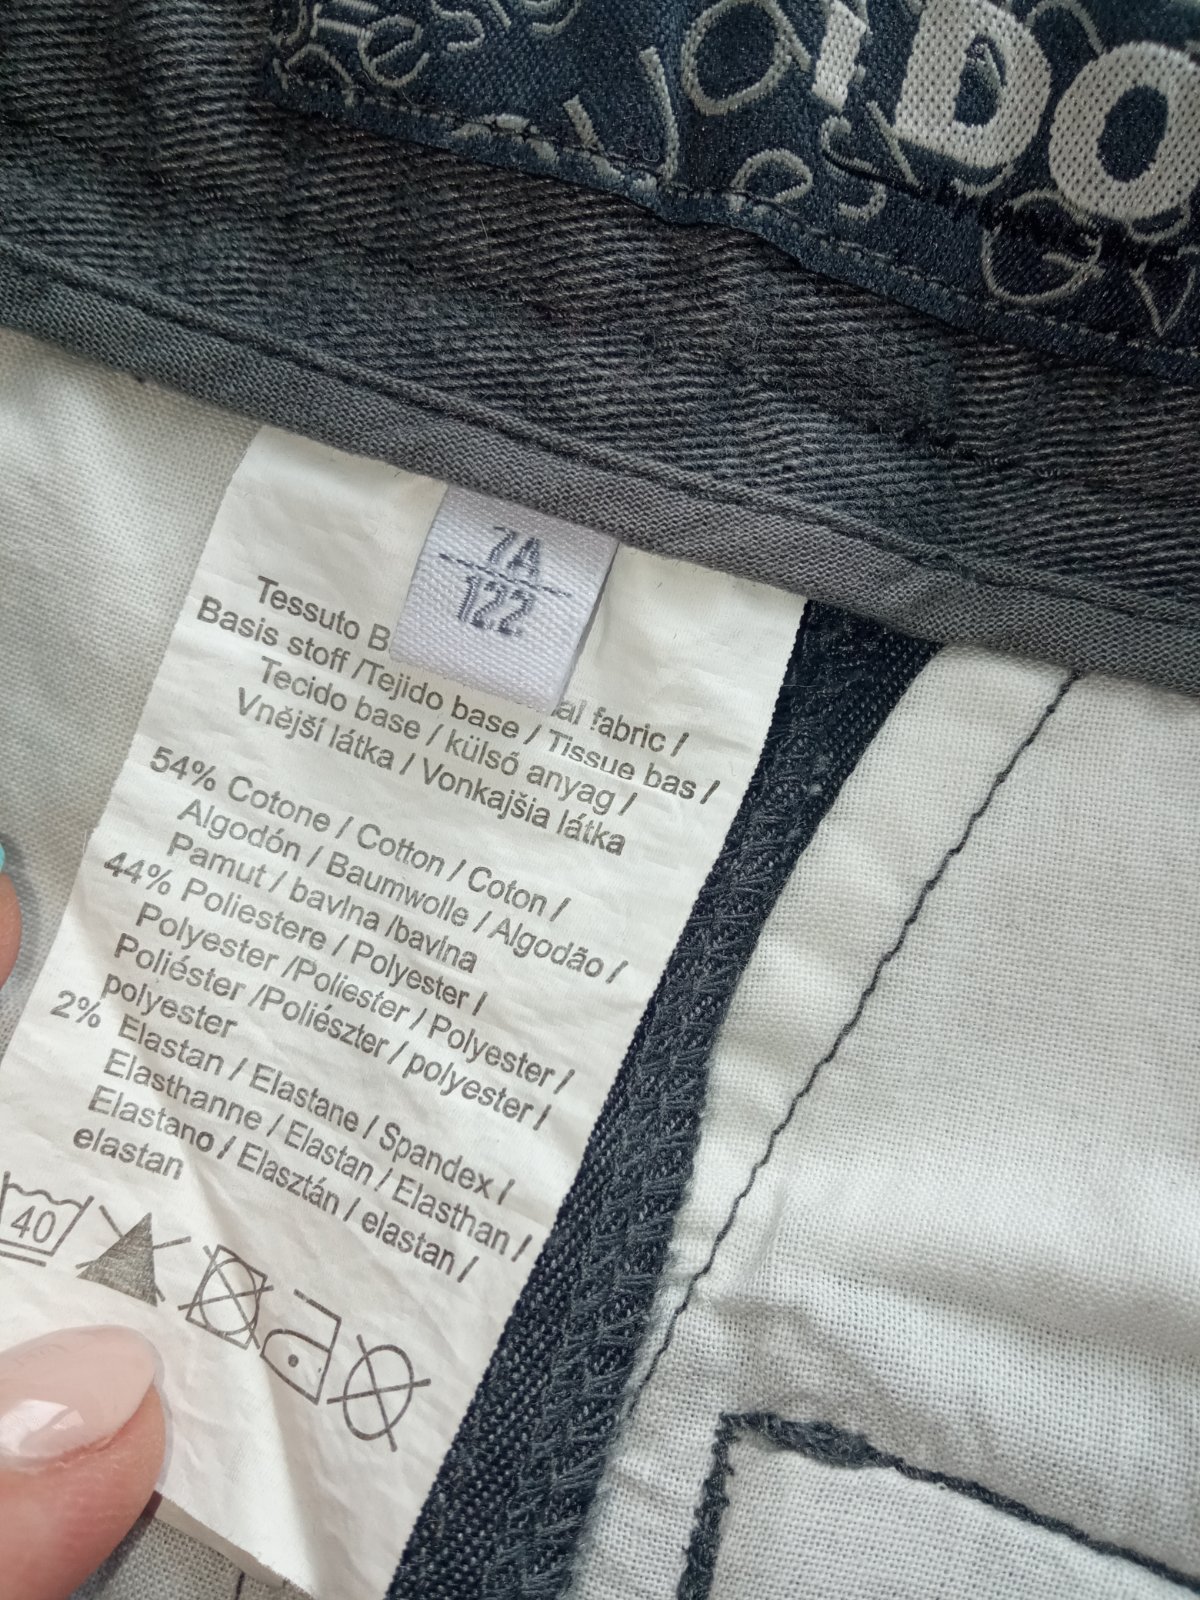 iDO
7A
122
Tessuto
Basis stoff /Tejido base / Tissue bas /
Tecido base / külső anyag /
Vnější látka / Vonkajšia látka
fabric /
54% Cotone / Cotton / Coton /
Algodón / Baumwolle / Algodão /
Pamut / bavlna /bavlna
44% Poliestere / Polyester /
Polyester /Poliester / Polyester /
Poliéster /Poliészter / polyester /
polyester
2% Elastan / Elastane / Spandex /
Elasthanne / Elastan / Elasthan /
Elastano / Elasztán / elastan /
elastan
40